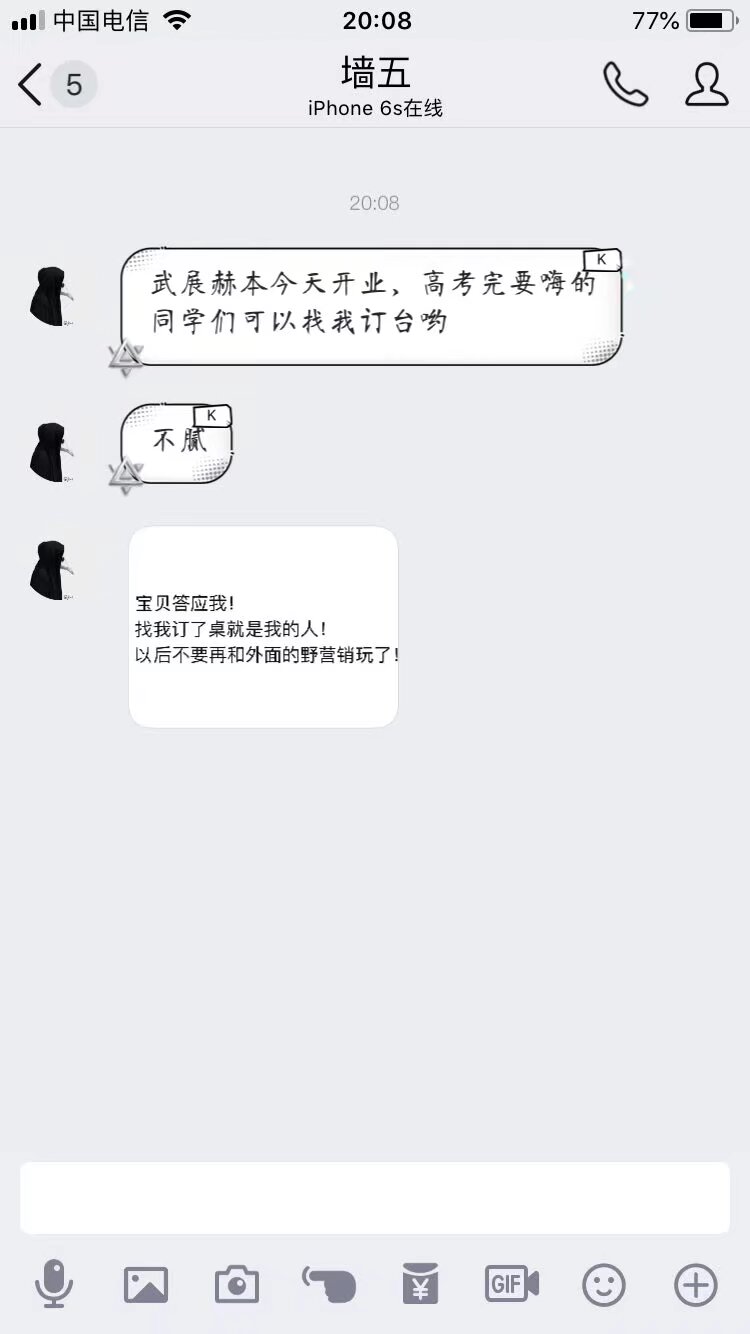 中国电信
20:08
77%
5
墙五
iPhone 6s在线
20:08
K
武展赫本今天开业，高考完要嗨的
同学们可以找我订台哟
K
不腻
宝贝答应我!
找我订了桌就是我的人!
以后不要再和外面的野营销玩了!
¥
GIF